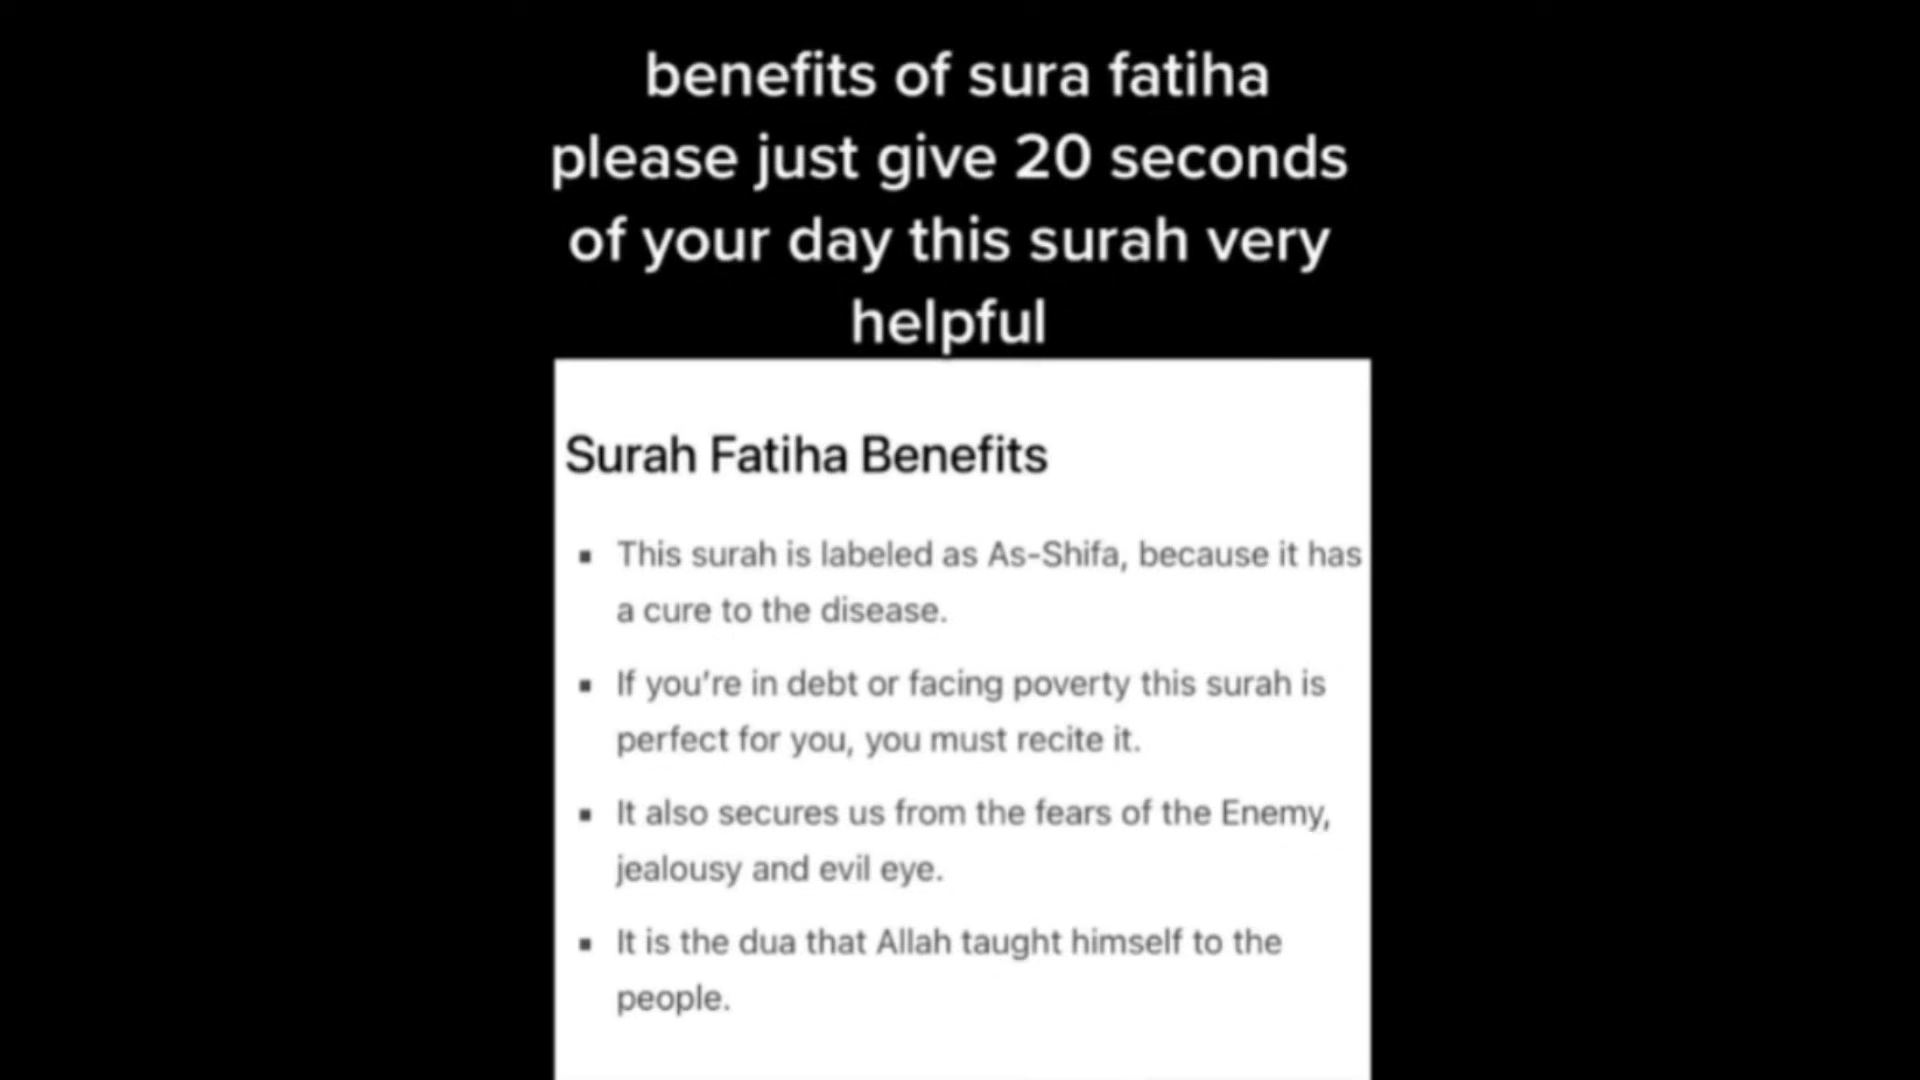 benefits of sura fatiha
please just give 20 seconds
of your day this surah very
helpful
Surah Fatiha Benefits
▪ This surah is labeled as As-Shifa, because it has
a cure to the disease.
▪ If you're in debt or facing poverty this surah is
perfect for you, you must recite it.
▪ It also secures us from the fears of the Enemy,
jealousy and evil eye.
▪ It is the dua that Allah taught himself to the
people.